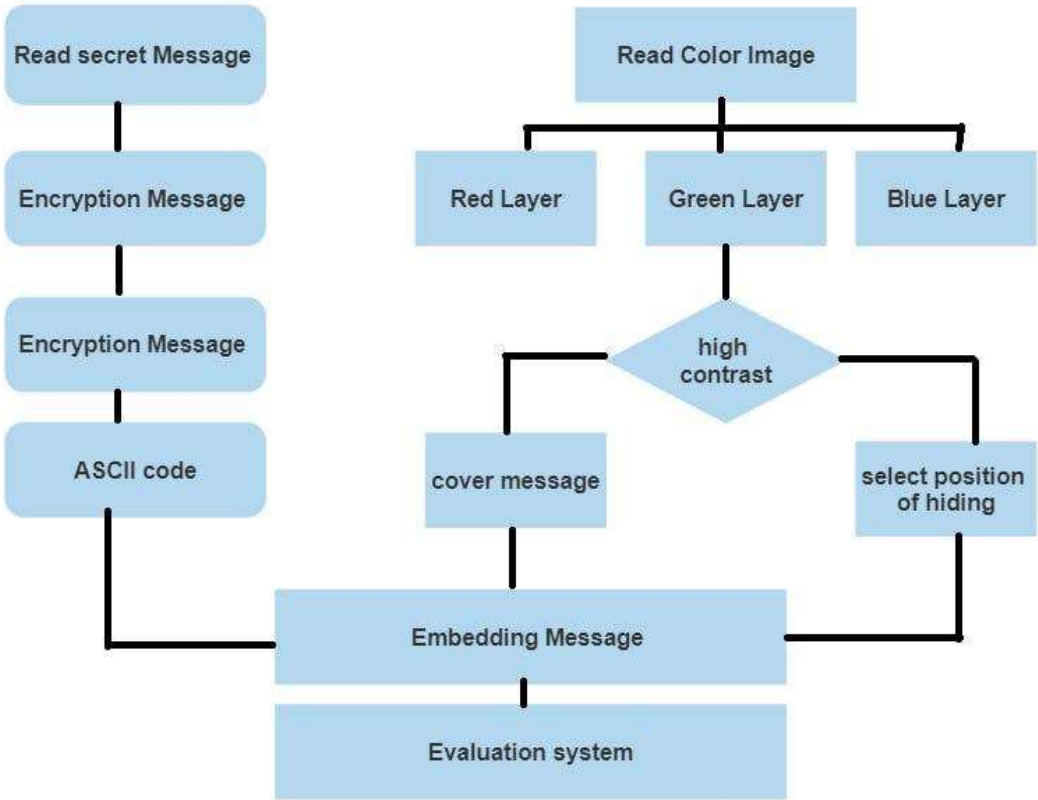 Read secret Message
Read Color Image
Encryption Message
Red Layer
Green Layer
Blue Layer
Encryption Message
high
contrast
ASCII code
cover message
select position
of hiding
Embedding Message
Evaluation system